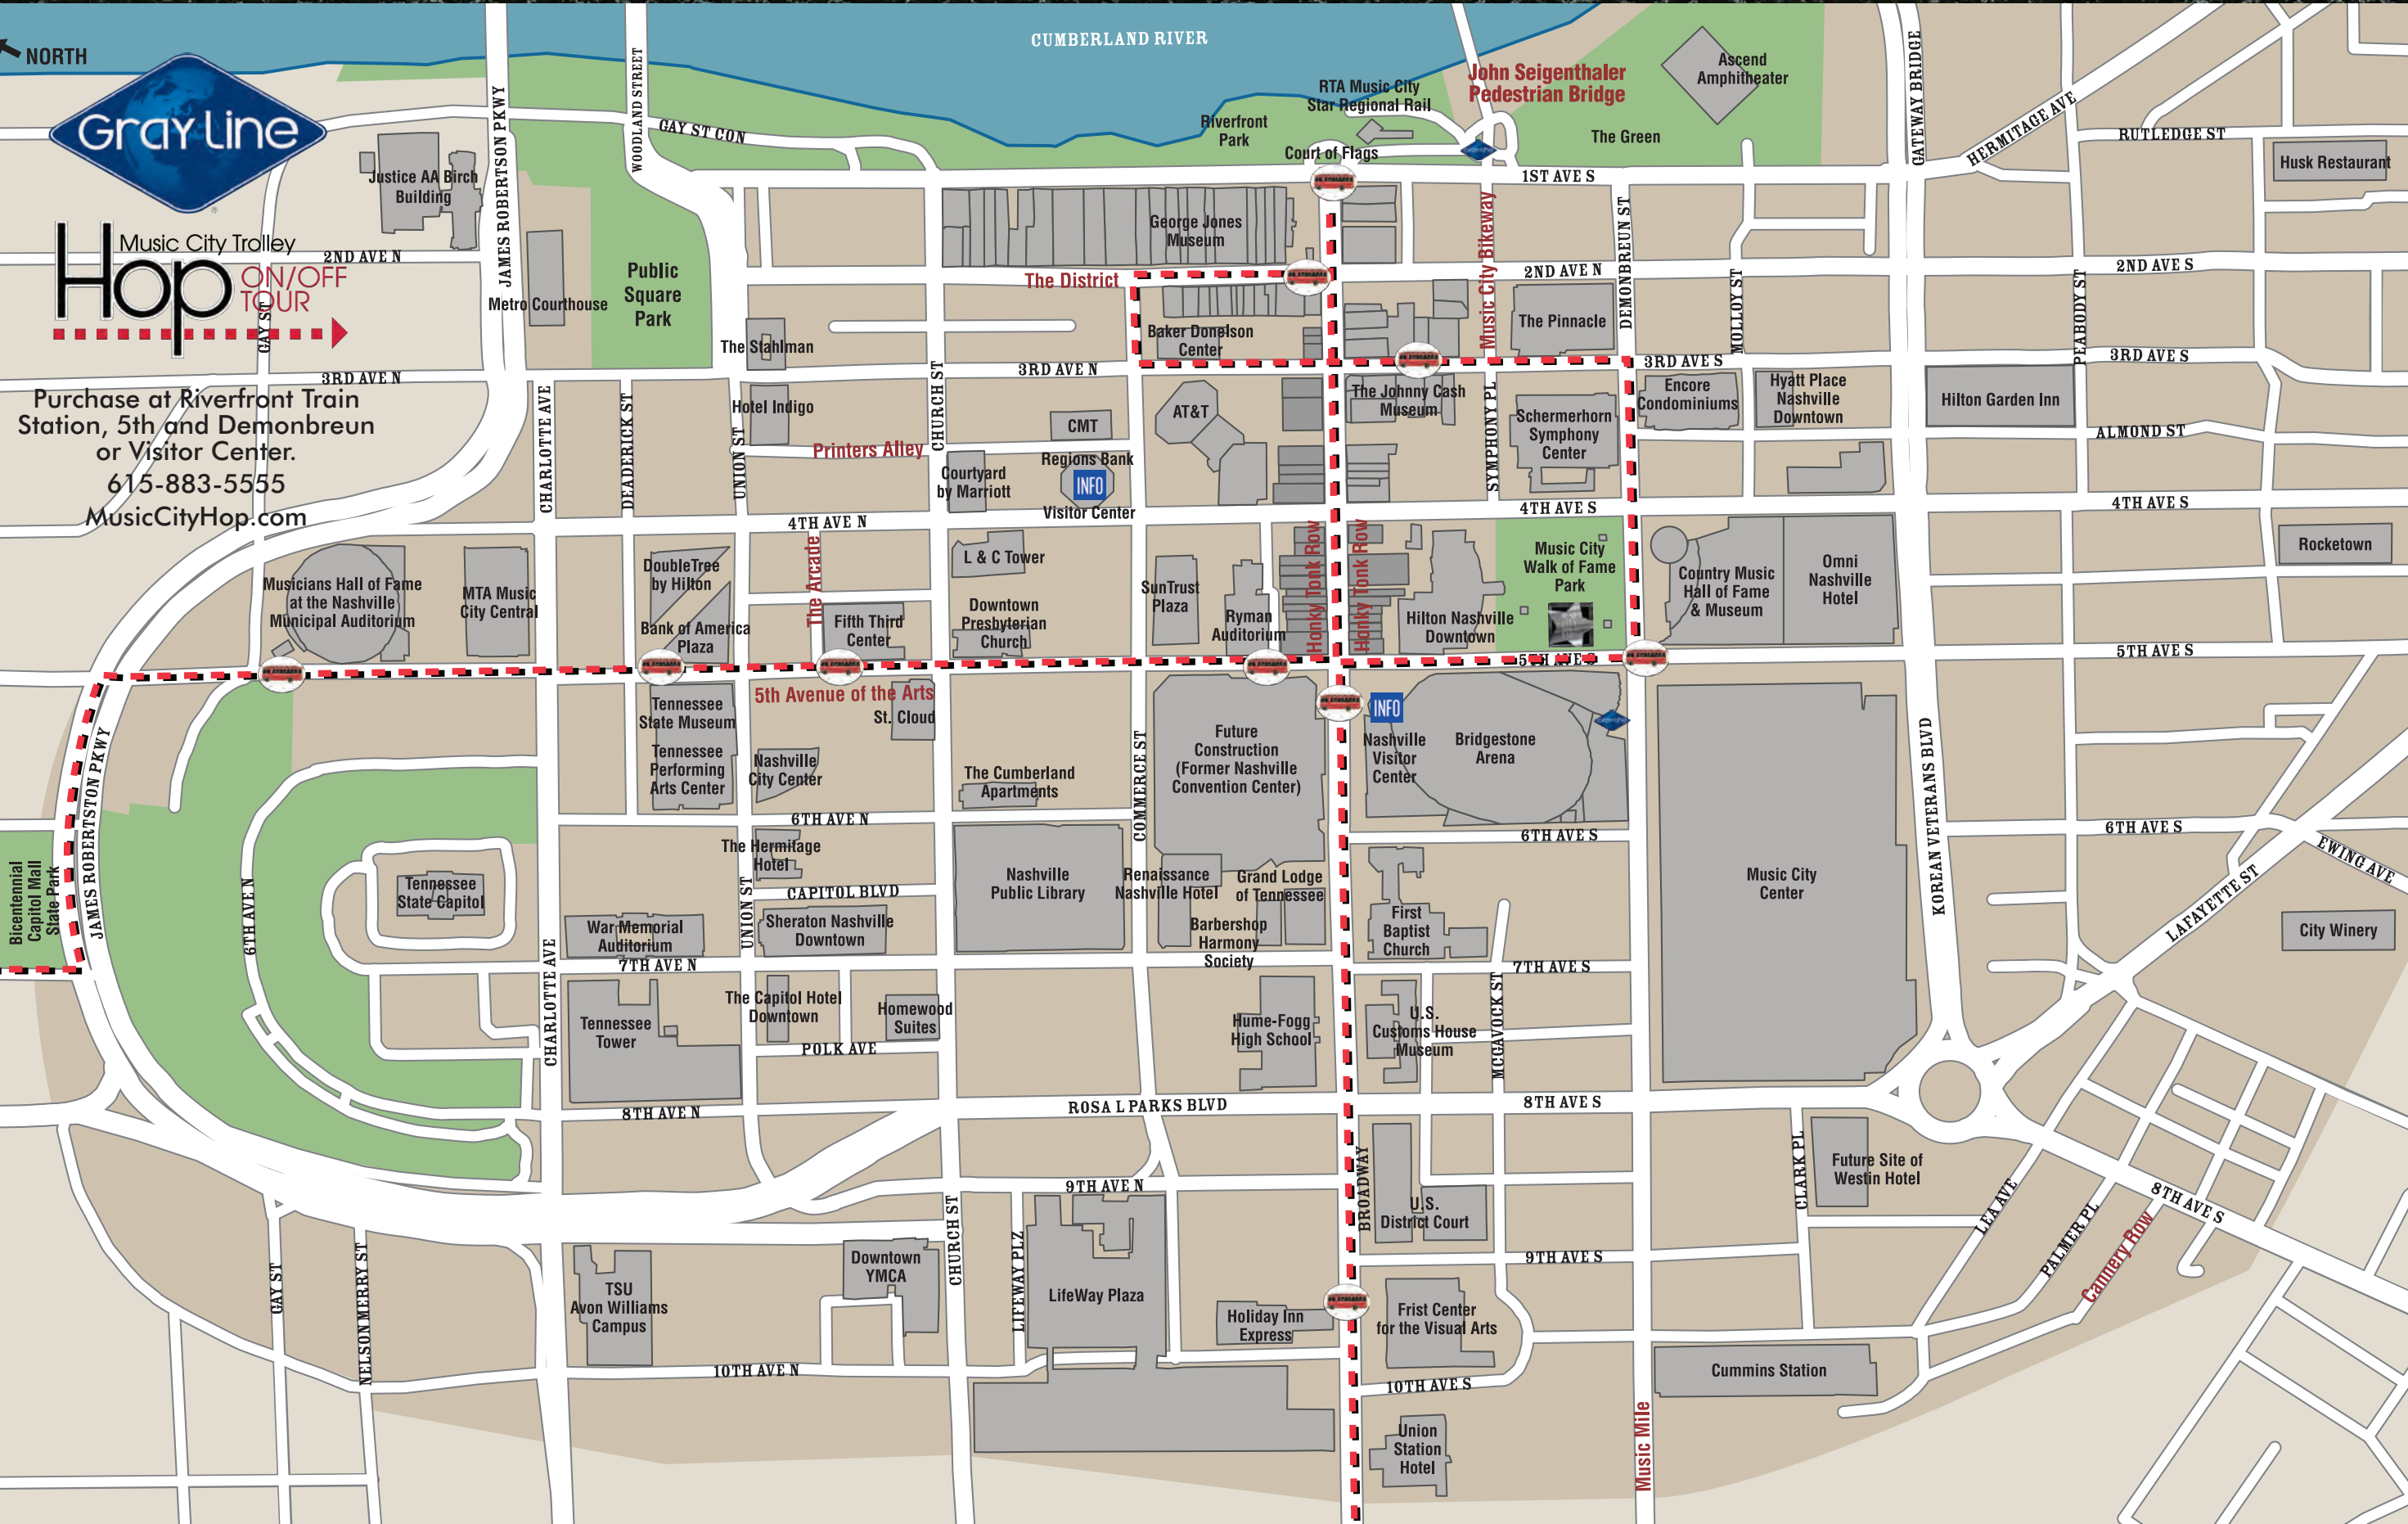 NORTH
CUMBERLAND RIVER
Gray Line
Music City Trolley
Hop
ON/OFF
TOUR
Purchase at Riverfront Train
Station, 5th and Demonbreun
or Visitor Center.
615-883-5555
MusicCityHop.com
John Seigenthaler
Pedestrian Bridge
Ascend
Amphitheater
RTA Music City
Star Regional Rail
Riverfront
Park
Court of Flags
The Green
GATEWAY BRIDGE
HERMITAGE AVE
RUTLEDGE ST
Husk Restaurant
JAMES ROBERTSON PKWY
WOODLAND STREET
GAY ST CON
Justice AA Birch
Building
1ST AVE S
2ND AVE N
GAY ST
Metro Courthouse
Public
Square
Park
George Jones
Museum
The District
Music City Bikeway
2ND AVE N
DEMONBREUN ST
MOLLOY ST
2ND AVE S
PEABODY ST
The Stahlman
Baker Donelson
Center
The Pinnacle
3RD AVE N
3RD AVE N
3RD AVE S
3RD AVE S
CHARLOTTE AVE
DEADERICK ST
UNION ST
CHURCH ST
Hotel Indigo
Printers Alley
CMT
AT&T
The Johnny Cash
Museum
SYMPHONY PL
Schermerhorn
Symphony
Center
Encore
Condominiums
Hyatt Place
Nashville
Downtown
Hilton Garden Inn
ALMOND ST
Courtyard
by Marriott
Regions Bank
INFO
Visitor Center
4TH AVE N
4TH AVE S
4TH AVE S
Musicians Hall of Fame
at the Nashville
Municipal Auditorium
MTA Music
City Central
DoubleTree
by Hilton
Bank of America
Plaza
The Arcade
Fifth Third
Center
L & C Tower
Downtown
Presbyterian
Church
SunTrust
Plaza
Ryman
Auditorium
Honky Tonk Row
Honky Tonk Row
Hilton Nashville
Downtown
Music City
Walk of Fame
Park
Country Music
Hall of Fame
& Museum
Omni
Nashville
Hotel
Rocketown
5TH AVE S
5TH AVE S
5th Avenue of the Arts
Tennessee
State Museum
Tennessee
Performing
Arts Center
St. Cloud
Nashville
City Center
The Cumberland
Apartments
COMMERCE ST
Future
Construction
(Former Nashville
Convention Center)
INFO
Nashville
Visitor
Center
Bridgestone
Arena
KOREAN VETERANS BLVD
JAMES ROBERTSTON PKWY
Bicentennial
Capitol Mall
State Park
6TH AVE N
6TH AVE N
6TH AVE S
6TH AVE S
EWING AVE
LAFAYETTE ST
City Winery
Tennessee
State Capitol
The Hermitage
Hotel
CAPITOL BLVD
UNION ST
War Memorial
Auditorium
Sheraton Nashville
Downtown
Nashville
Public Library
Renaissance
Nashville Hotel
Grand Lodge
of Tennessee
Barbershop
Harmony
Society
First
Baptist
Church
Music City
Center
7TH AVE N
7TH AVE S
CHARLOTTE AVE
Tennessee
Tower
The Capitol Hotel
Downtown
Homewood
Suites
POLK AVE
Hume-Fogg
High School
U.S.
Customs House
Museum
MCGAVOCK ST
8TH AVE N
ROSA L PARKS BLVD
8TH AVE S
BROADWAY
CLARK PL
Future Site of
Westin Hotel
LEA AVE
PALMER PL
Cannery Row
8TH AVE S
9TH AVE N
U.S.
District Court
9TH AVE S
GAY ST
NELSON MERRY ST
TSU
Avon Williams
Campus
Downtown
YMCA
CHURCH ST
LIFEWAY PLZ
LifeWay Plaza
Holiday Inn
Express
Frist Center
for the Visual Arts
10TH AVE N
10TH AVE S
Cummins Station
Union
Station
Hotel
Music Mile